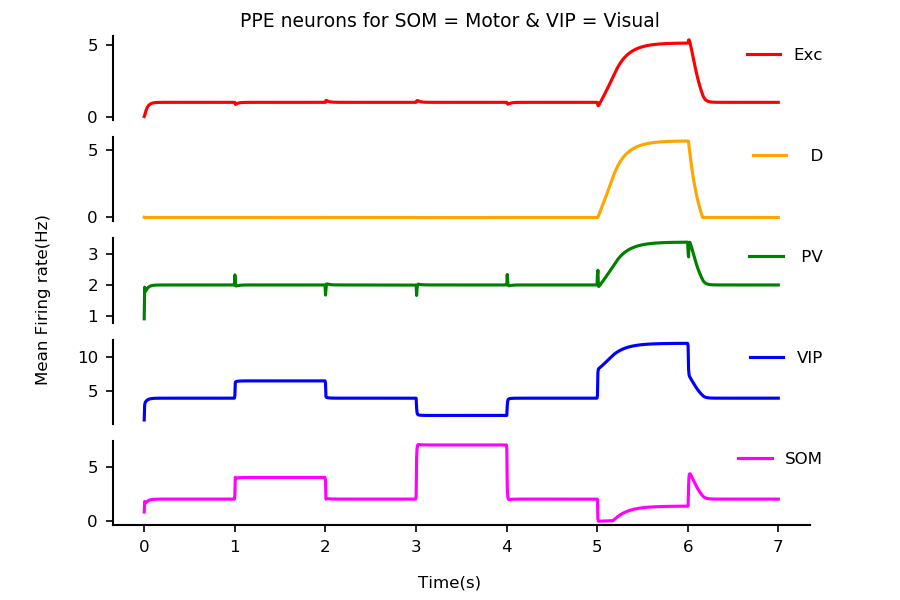 PPE neurons for SOM = Motor & VIP = Visual
5
0
Exc
5
0
D
3
2
1
PV
10
5
VIP
5
0
SOM
Mean Firing rate(Hz)
0 1 2 3 4 5 6 7
Time(s)